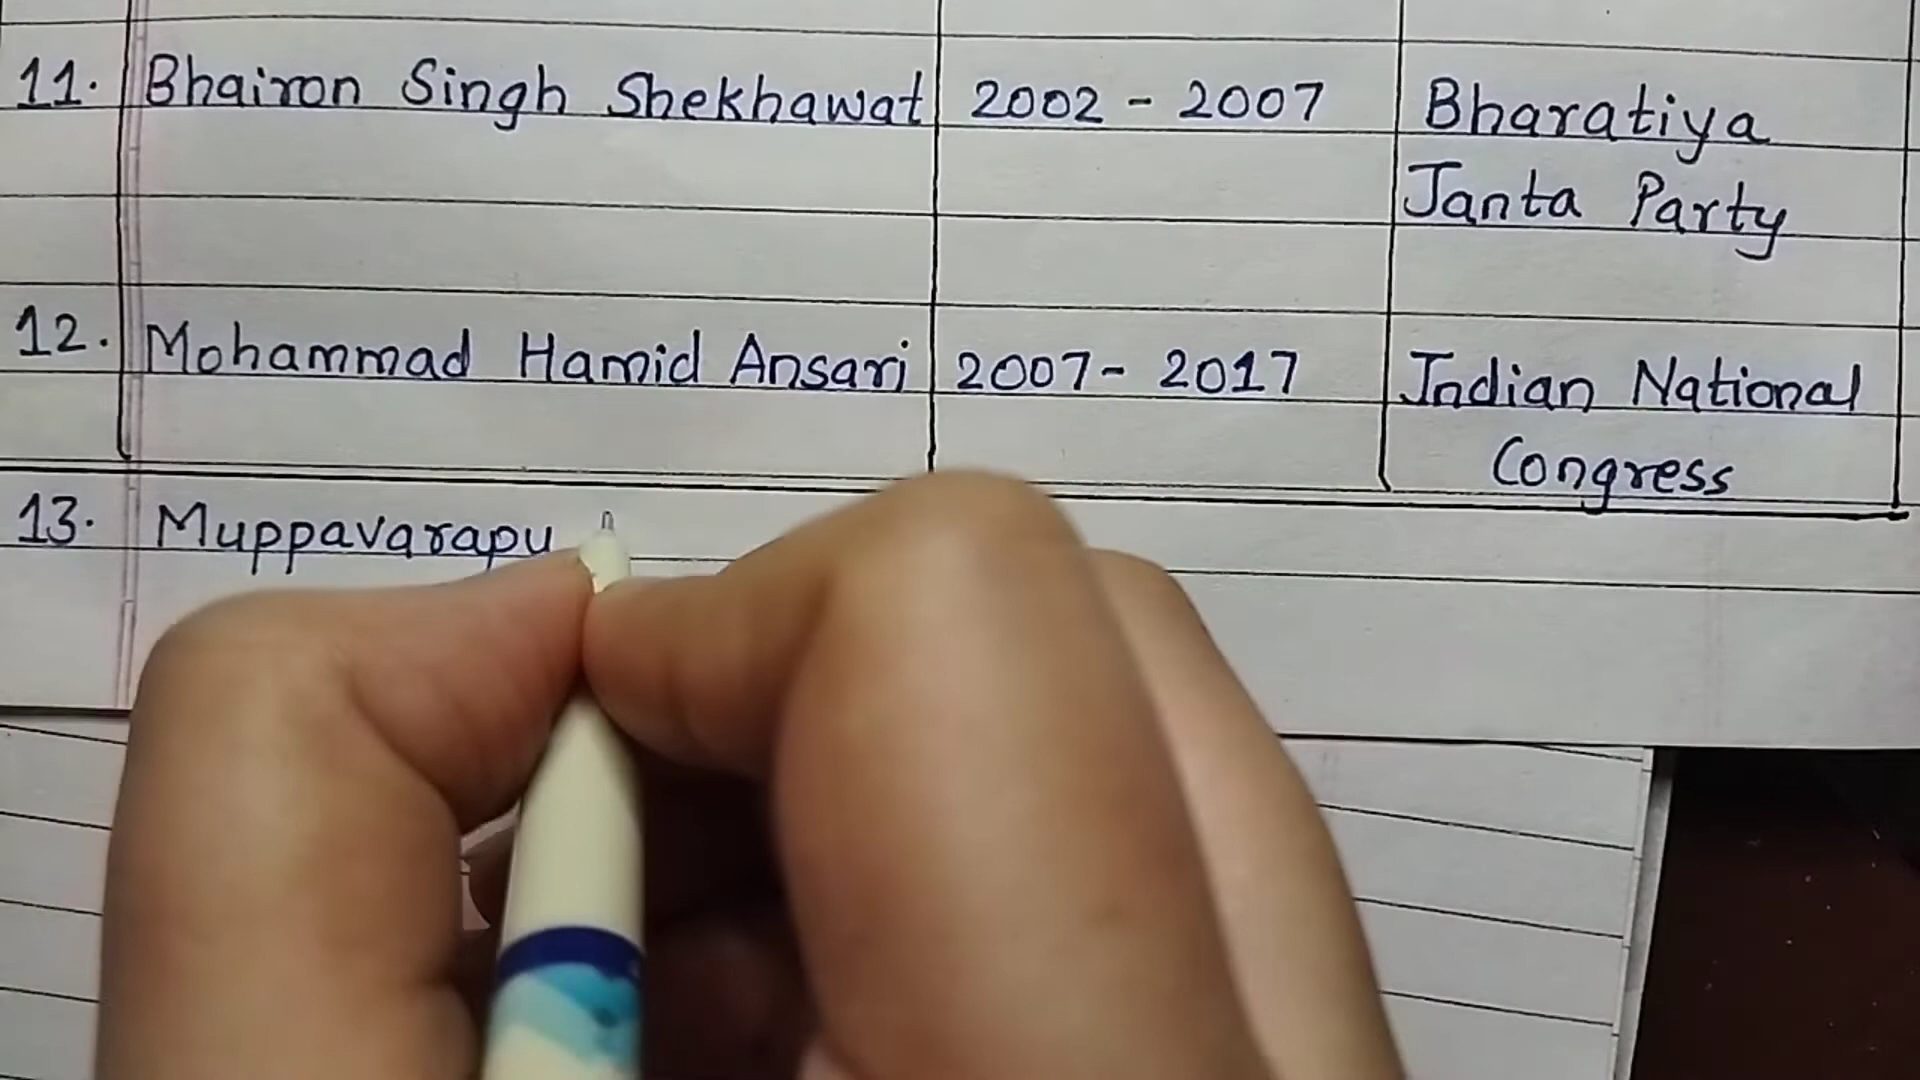 11. Bhairon Singh Shekhawat 2002 - 2007 Bharatiya
Janta Party
12. Mohammad Hamid Ansari 2007 - 2017 Indian National
Congress
13. Muppavarapu